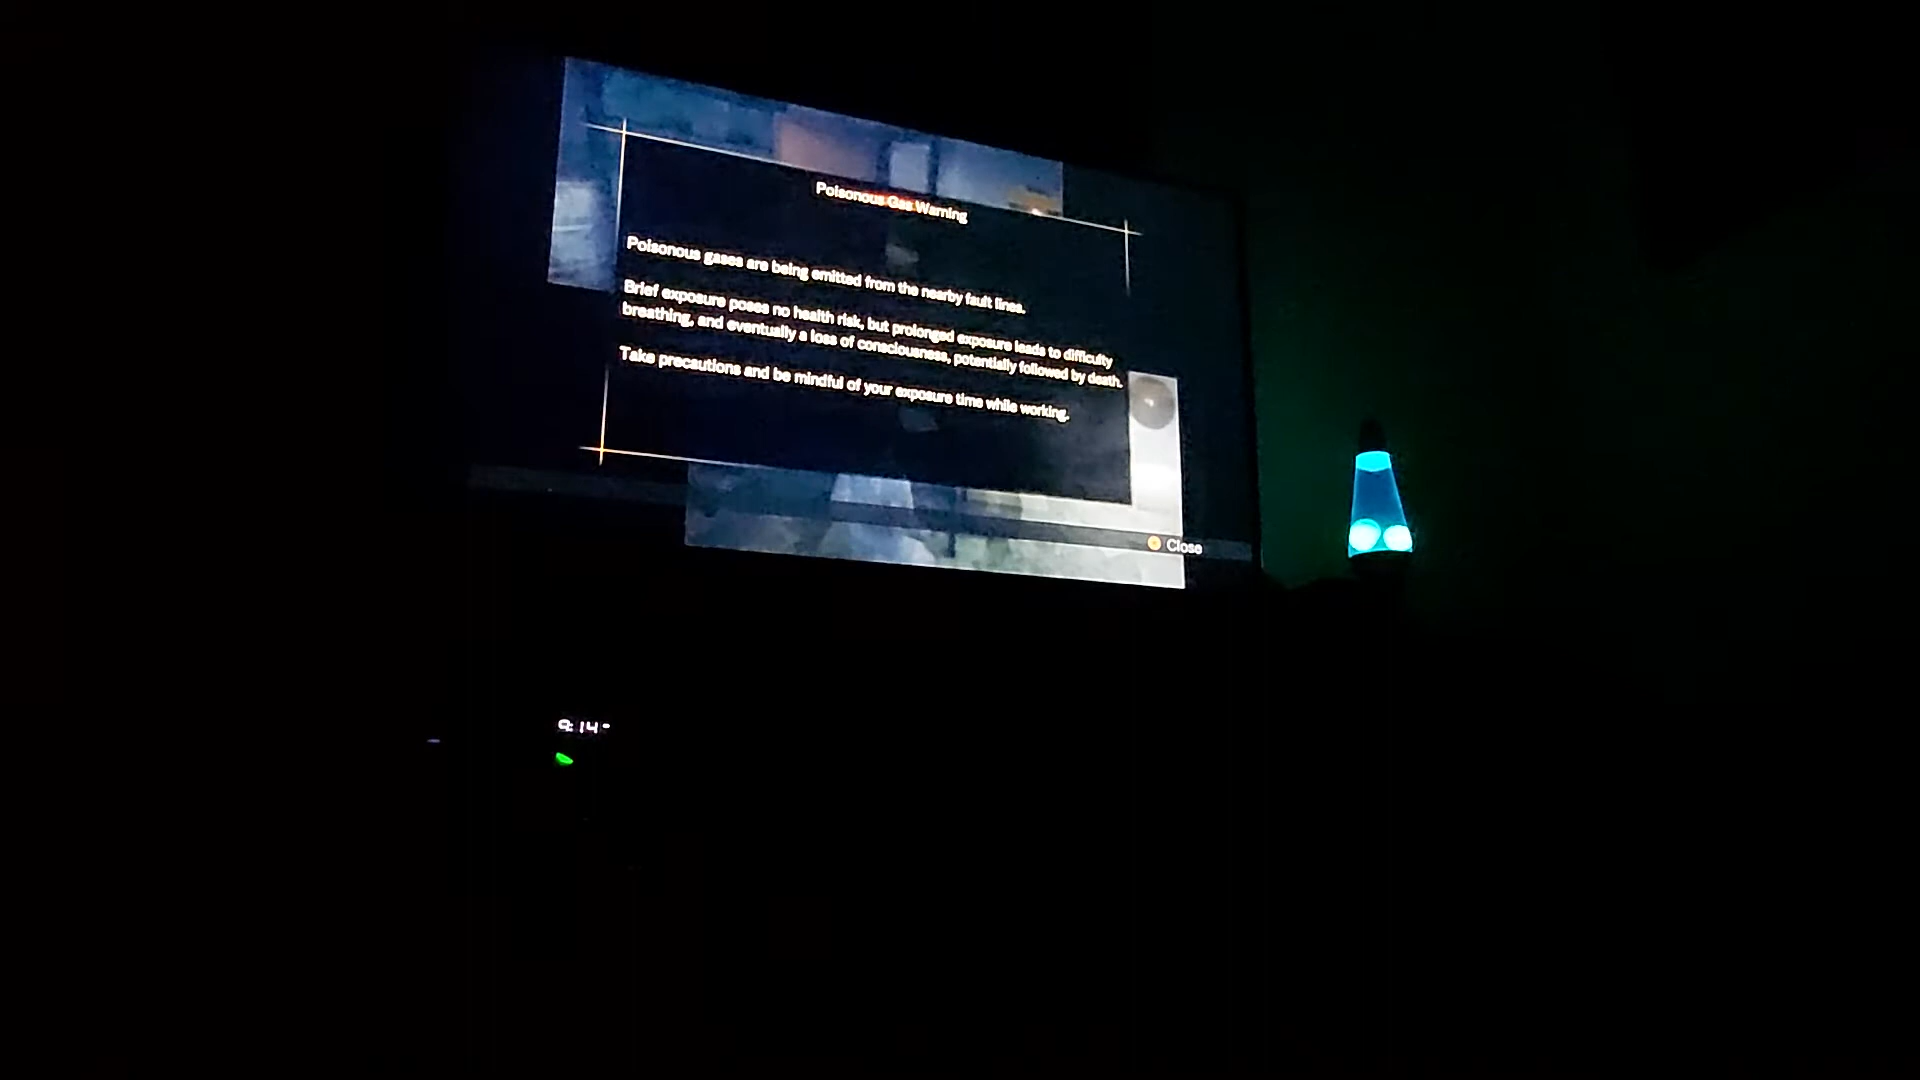 Poisonous Gas Warning
Poisonous gases are being emitted from the nearby fault lines.
Brief exposure poses no health risk, but prolonged exposure leads to difficulty
breathing, and eventually a loss of consciousness, potentially followed by death.
Take precautions and be mindful of your exposure time while working.
Close
9:14